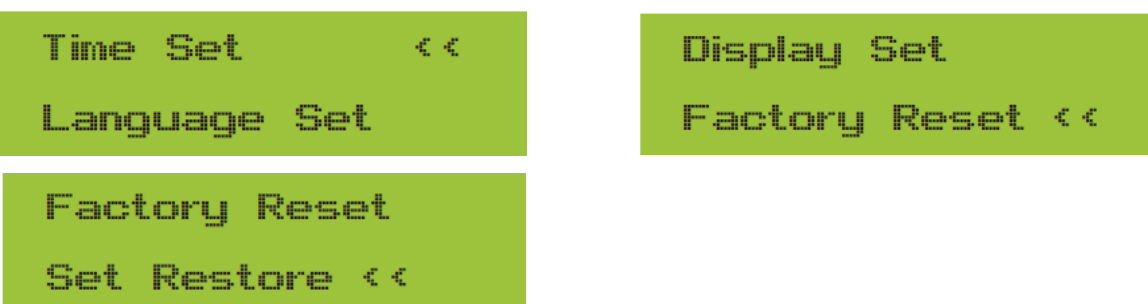 Time Set <<
Language Set
Display Set
Factory Reset <<
Factory Reset
Set Restore <<